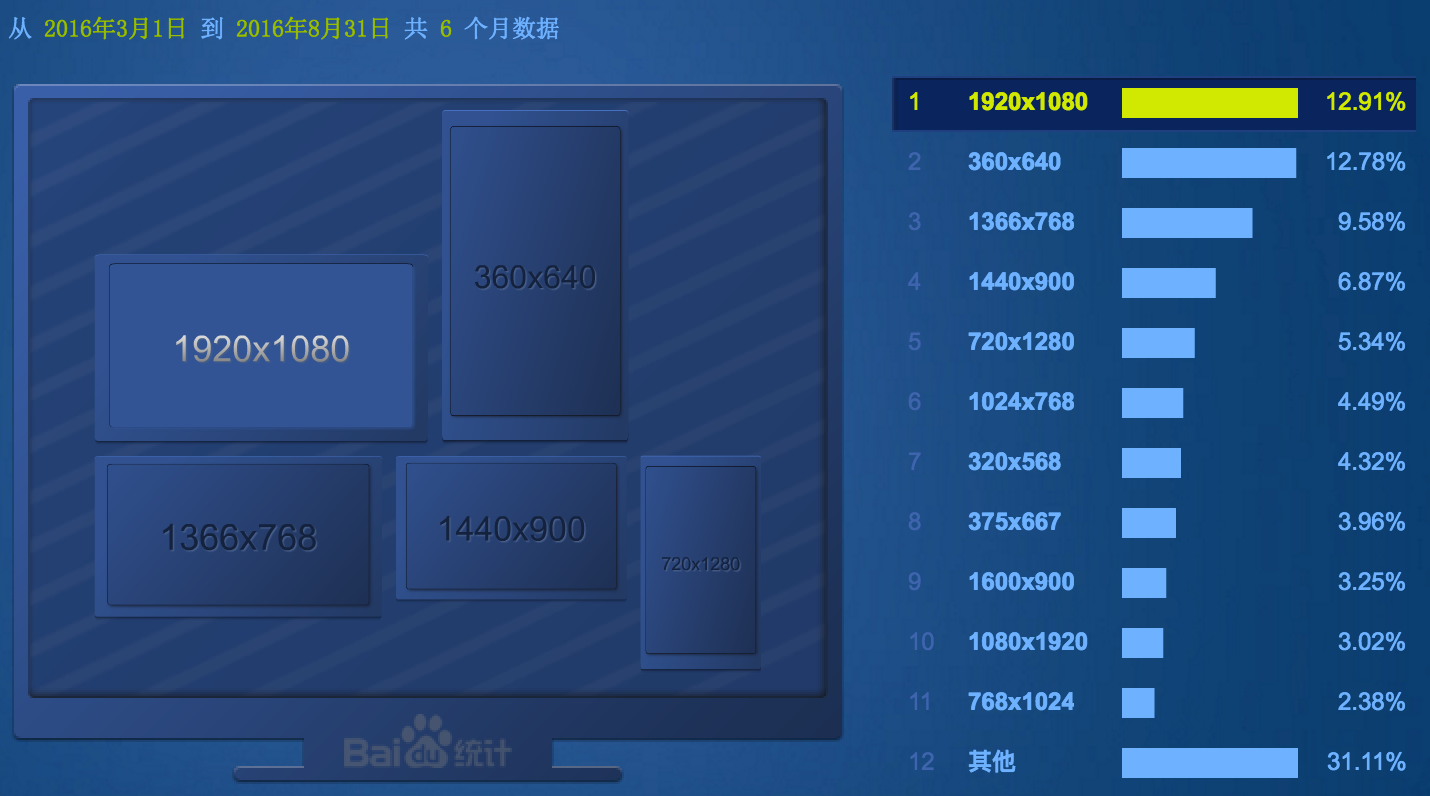 从 2016年3月1日 到 2016年8月31日 共 6 个月数据
360x640
1920x1080
1366x768
1440x900
720x1280
Baidu统计
1 1920x1080 12.91%
2 360x640 12.78%
3 1366x768 9.58%
4 1440x900 6.87%
5 720x1280 5.34%
6 1024x768 4.49%
7 320x568 4.32%
8 375x667 3.96%
9 1600x900 3.25%
10 1080x1920 3.02%
11 768x1024 2.38%
12 其他 31.11%